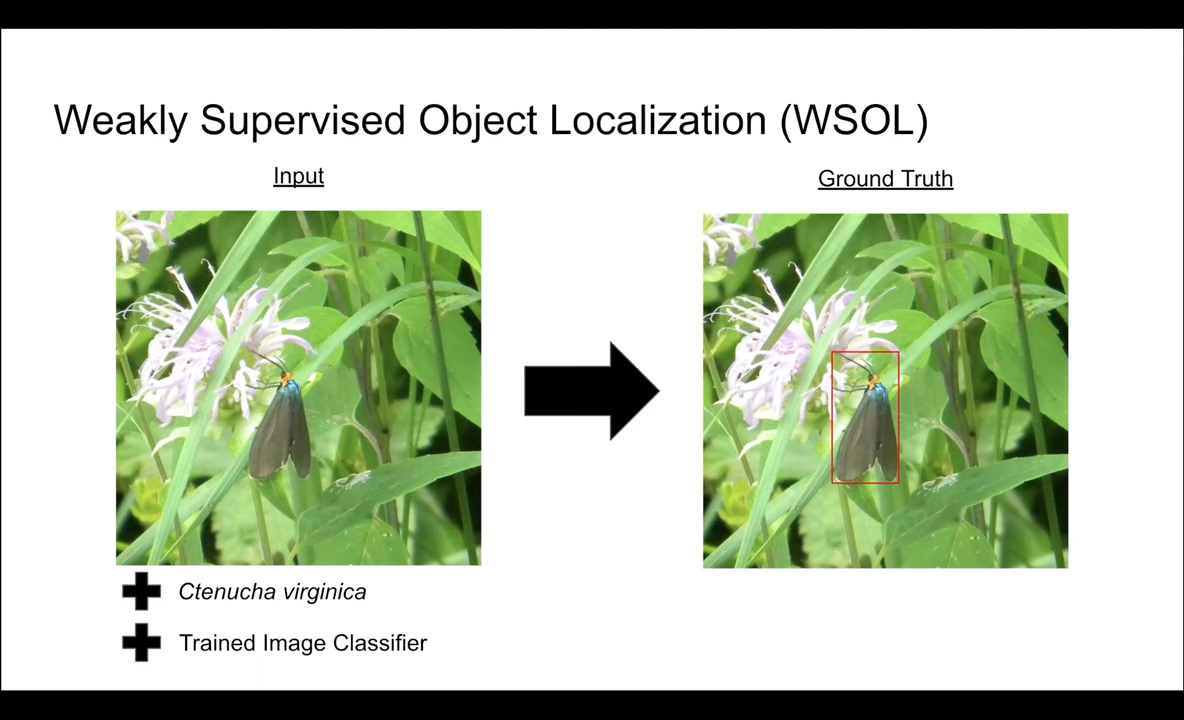 Weakly Supervised Object Localization (WSOL)
Input
Ground Truth
Ctenucha virginica
Trained Image Classifier